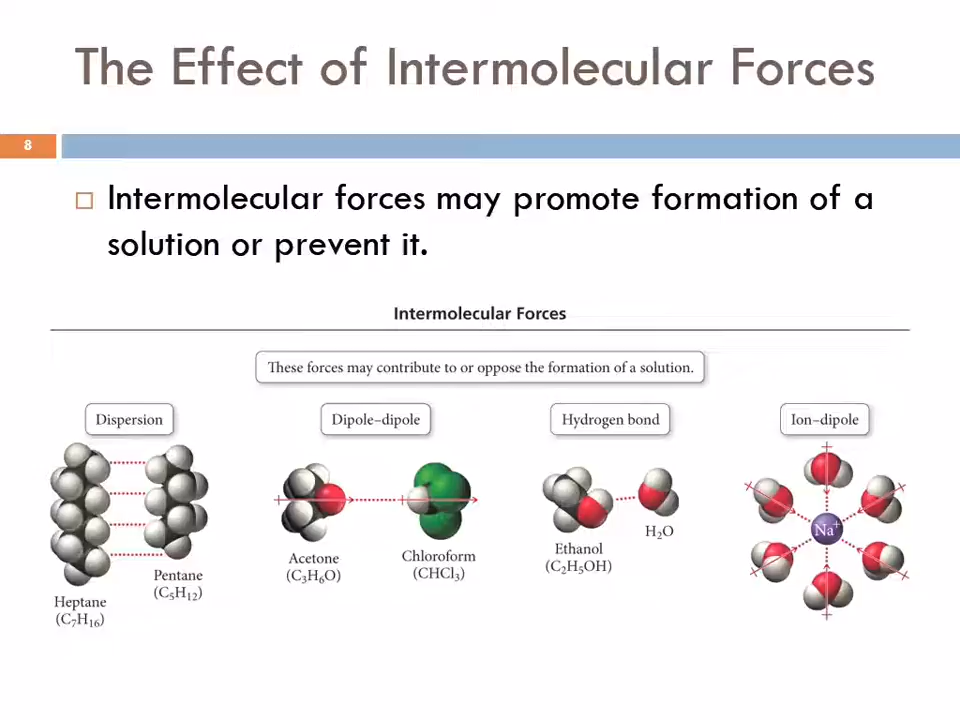 The Effect of Intermolecular Forces
8
Intermolecular forces may promote formation of a
solution or prevent it.
Intermolecular Forces
These forces may contribute to or oppose the formation of a solution.
Dispersion
Dipole–dipole
Hydrogen bond
Ion–dipole
Heptane
(C₇H₁₆)
Pentane
(C₅H₁₂)
Acetone
(C₃H₆O)
Chloroform
(CHCl₃)
Ethanol
(C₂H₅OH)
H₂O
Na⁺